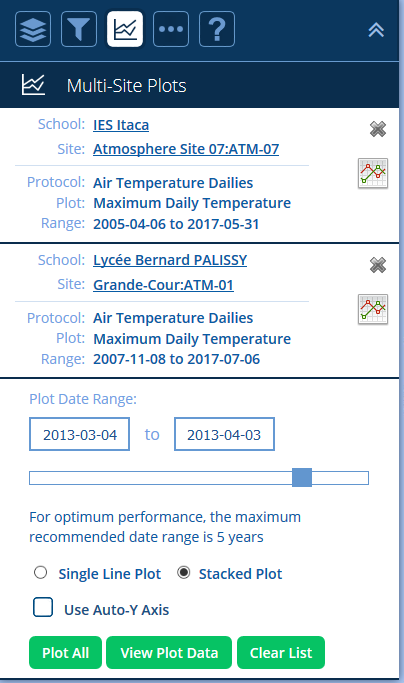 ?
Multi-Site Plots
School: IES Itaca
Site: Atmosphere Site 07:ATM-07
Protocol: Air Temperature Dailies
Plot: Maximum Daily Temperature
Range: 2005-04-06 to 2017-05-31
School: Lycée Bernard PALISSY
Site: Grande-Cour:ATM-01
Protocol: Air Temperature Dailies
Plot: Maximum Daily Temperature
Range: 2007-11-08 to 2017-07-06
Plot Date Range:
2013-03-04 to 2013-04-03
For optimum performance, the maximum
recommended date range is 5 years
Single Line Plot Stacked Plot
Use Auto-Y Axis
Plot All View Plot Data Clear List